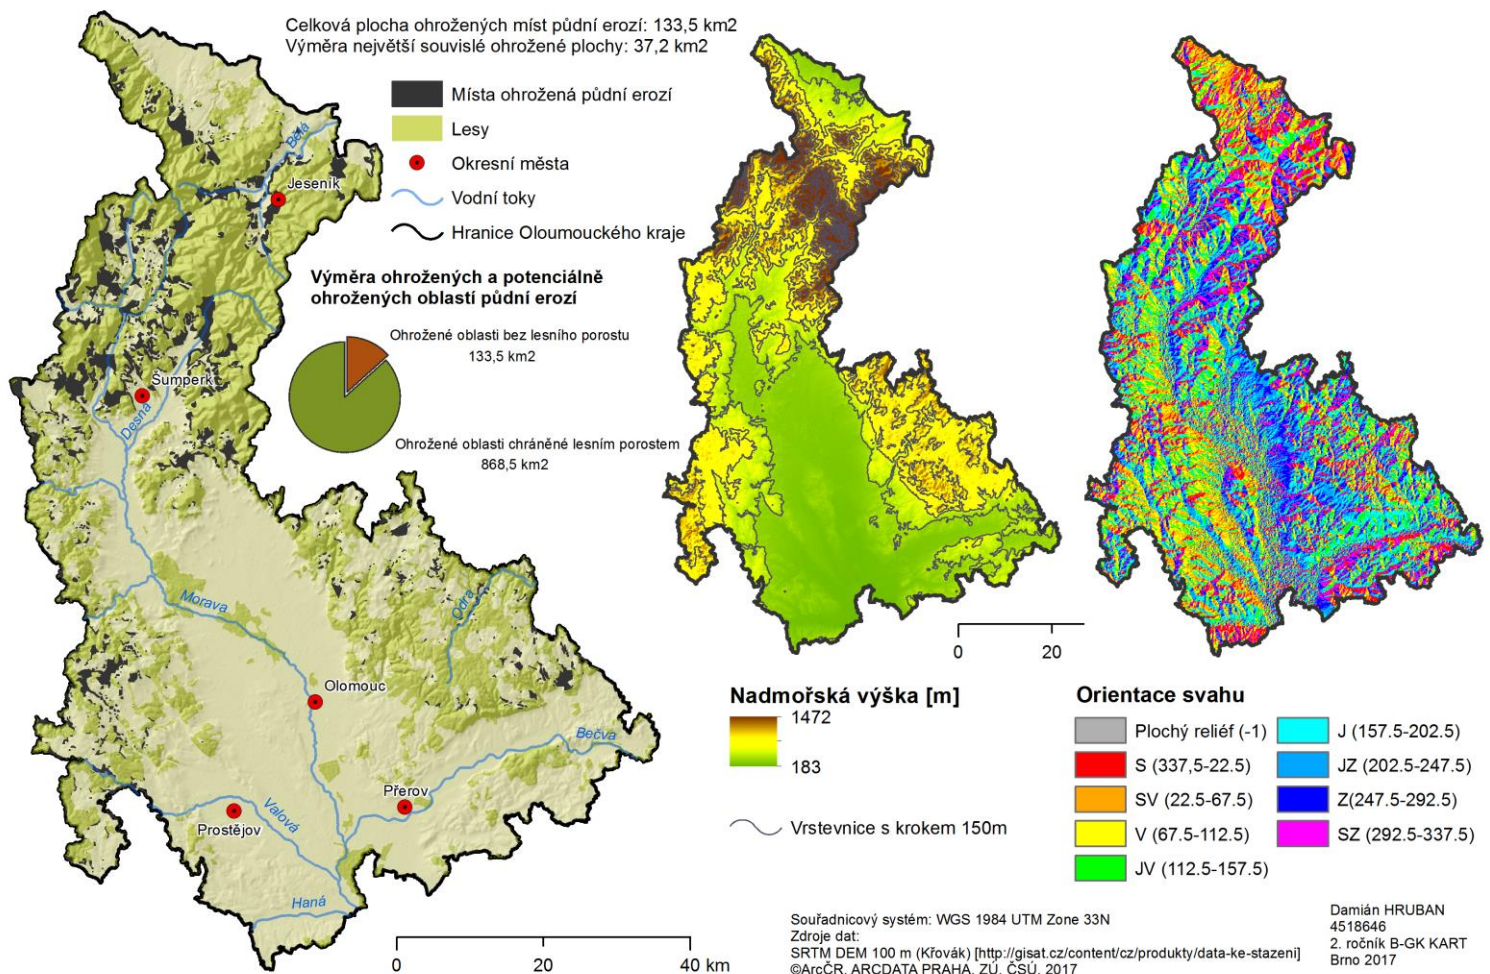 Celková plocha ohrožených míst půdní erozí: 133,5 km2
Výměra největší souvislé ohrožené plochy: 37,2 km2
Místa ohrožená půdní erozí
Lesy
Okresní města
Vodní toky
Hranice Oloumouckého kraje
Výměra ohrožených a potenciálně
ohrožených oblastí půdní erozí
Ohrožené oblasti bez lesního porostu
133,5 km2
Ohrožené oblasti chráněné lesním porostem
868,5 km2
Bělá
Jeseník
Šumperk
Desná
Morava
Odra
Olomouc
Bečva
Přerov
Valová
Prostějov
Haná
0 20 40 km
0 20
Nadmořská výška [m]
1472
183
Vrstevnice s krokem 150m
Orientace svahu
Plochý reliéf (-1)
S (337,5-22.5)
SV (22.5-67.5)
V (67.5-112.5)
JV (112.5-157.5)
J (157.5-202.5)
JZ (202.5-247.5)
Z(247.5-292.5)
SZ (292.5-337.5)
Souřadnicový systém: WGS 1984 UTM Zone 33N
Zdroje dat:
SRTM DEM 100 m (Křovák) [http://gisat.cz/content/cz/produkty/data-ke-stazeni]
©ArcČR, ARCDATA PRAHA, ZÚ, ČSÚ, 2017
Damián HRUBAN
4518646
2. ročník B-GK KART
Brno 2017